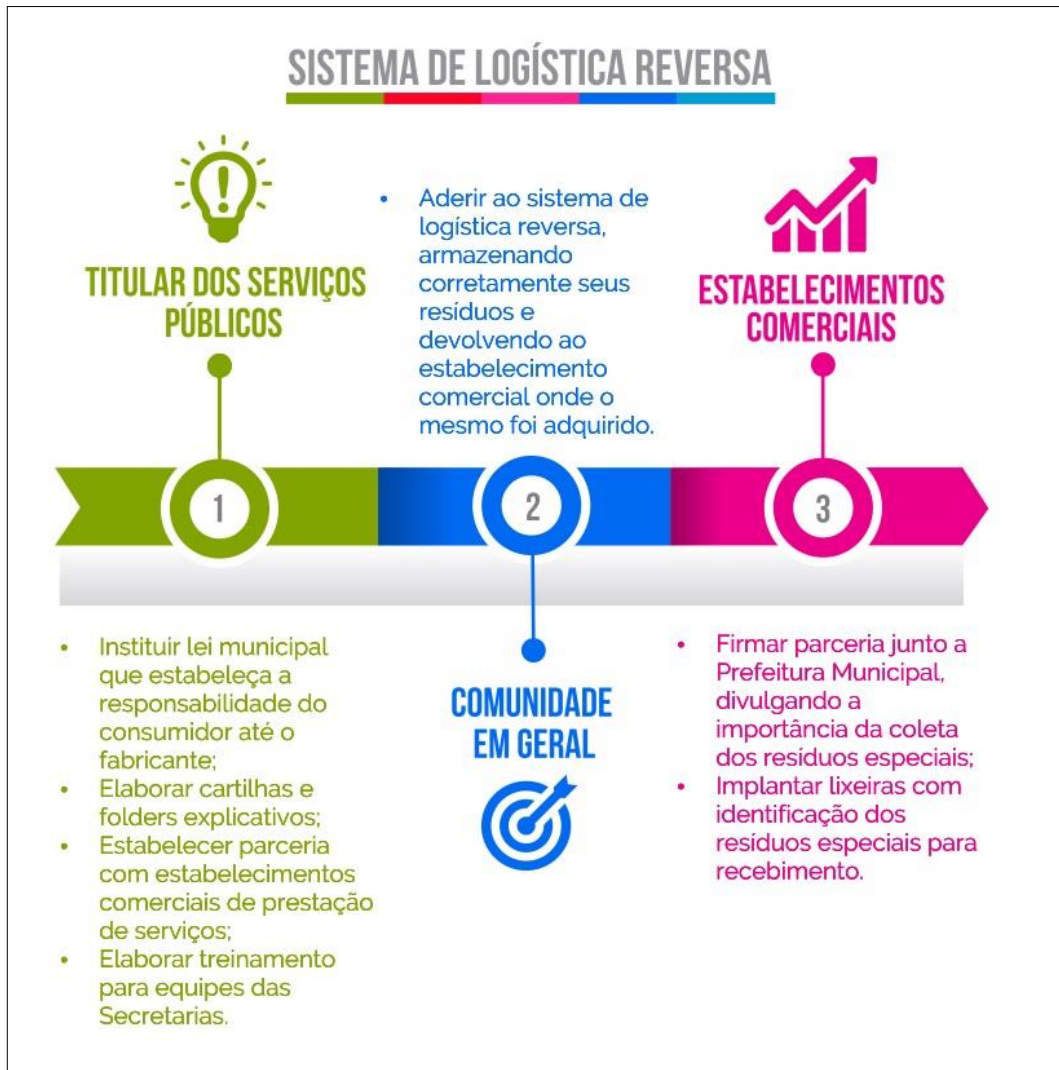 SISTEMA DE LOGÍSTICA REVERSA
TITULAR DOS SERVIÇOS
PÚBLICOS
1
• Instituir lei municipal
que estabeleça a
responsabilidade do
consumidor até o
fabricante;
• Elaborar cartilhas e
folders explicativos;
• Estabelecer parceria
com estabelecimentos
comerciais de prestação
de serviços;
• Elaborar treinamento
para equipes das
Secretarias.
• Aderir ao sistema de
logística reversa,
armazenando
corretamente seus
resíduos e
devolvendo ao
estabelecimento
comercial onde o
mesmo foi adquirido.
2
COMUNIDADE
EM GERAL
ESTABELECIMENTOS
COMERCIAIS
3
• Firmar parceria junto a
Prefeitura Municipal,
divulgando a
importância da coleta
dos resíduos especiais;
• Implantar lixeiras com
identificação dos
resíduos especiais para
recebimento.